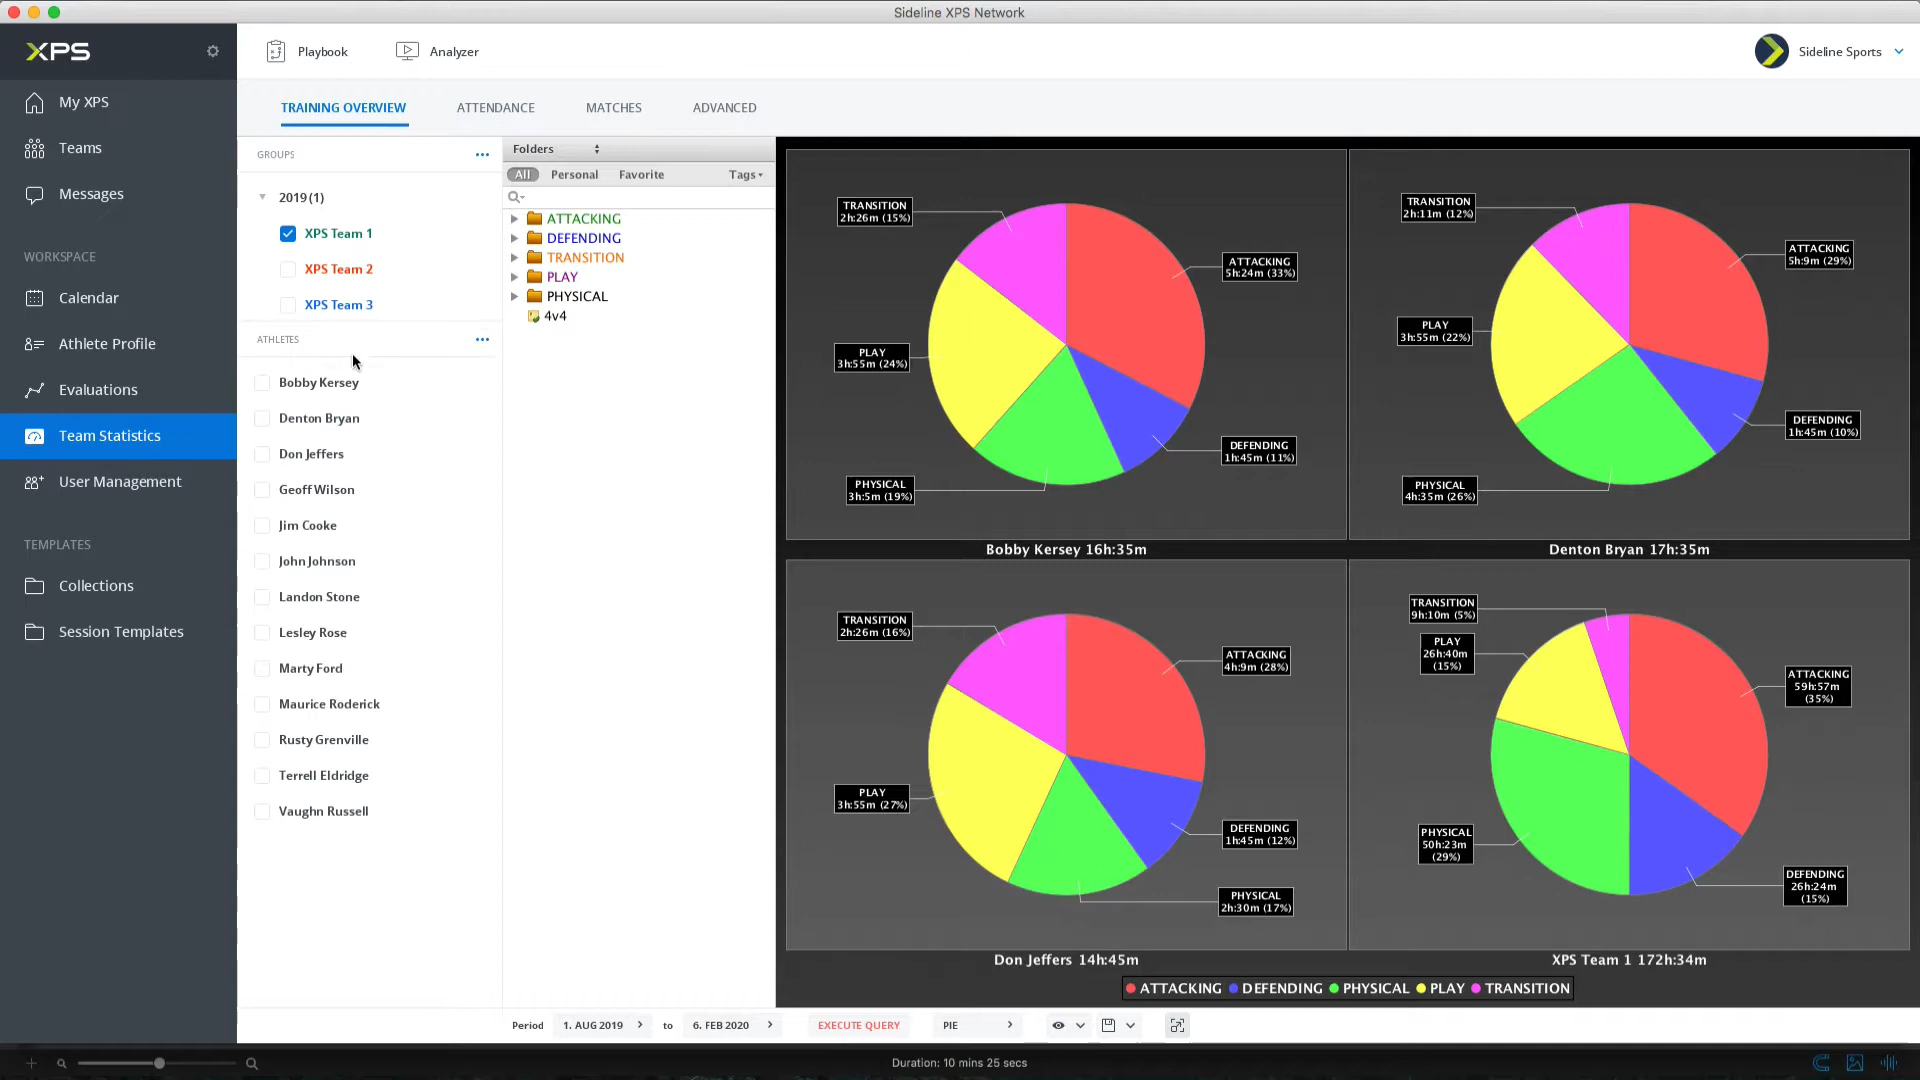 Sideline XPS Network
XPS
Playbook
Analyzer
Sideline Sports
My XPS
Teams
Messages
WORKSPACE
Calendar
Athlete Profile
Evaluations
Team Statistics
User Management
TEMPLATES
Collections
Session Templates
TRAINING OVERVIEW
ATTENDANCE
MATCHES
ADVANCED
GROUPS
2019 (1)
XPS Team 1
XPS Team 2
XPS Team 3
ATHLETES
Bobby Kersey
Denton Bryan
Don Jeffers
Geoff Wilson
Jim Cooke
John Johnson
Landon Stone
Lesley Rose
Marty Ford
Maurice Roderick
Rusty Grenville
Terrell Eldridge
Vaughn Russell
Folders
All
Personal
Favorite
Tags
ATTACKING
DEFENDING
TRANSITION
PLAY
PHYSICAL
4v4
TRANSITION
2h:26m (15%)
ATTACKING
5h:24m (33%)
PLAY
3h:55m (24%)
DEFENDING
1h:45m (11%)
PHYSICAL
3h:5m (19%)
Bobby Kersey 16h:35m
TRANSITION
2h:11m (12%)
ATTACKING
5h:9m (29%)
PLAY
3h:55m (22%)
DEFENDING
1h:45m (10%)
PHYSICAL
4h:35m (26%)
Denton Bryan 17h:35m
TRANSITION
2h:26m (16%)
ATTACKING
4h:9m (28%)
PLAY
3h:55m (27%)
DEFENDING
1h:45m (12%)
PHYSICAL
2h:30m (17%)
Don Jeffers 14h:45m
TRANSITION
9h:10m (5%)
PLAY
26h:40m
(15%)
ATTACKING
59h:57m
(35%)
PHYSICAL
50h:23m
(29%)
DEFENDING
26h:24m
(15%)
XPS Team 1 172h:34m
ATTACKING DEFENDING PHYSICAL PLAY TRANSITION
Period
1. AUG 2019
to
6. FEB 2020
EXECUTE QUERY
PIE
Duration: 10 mins 25 secs